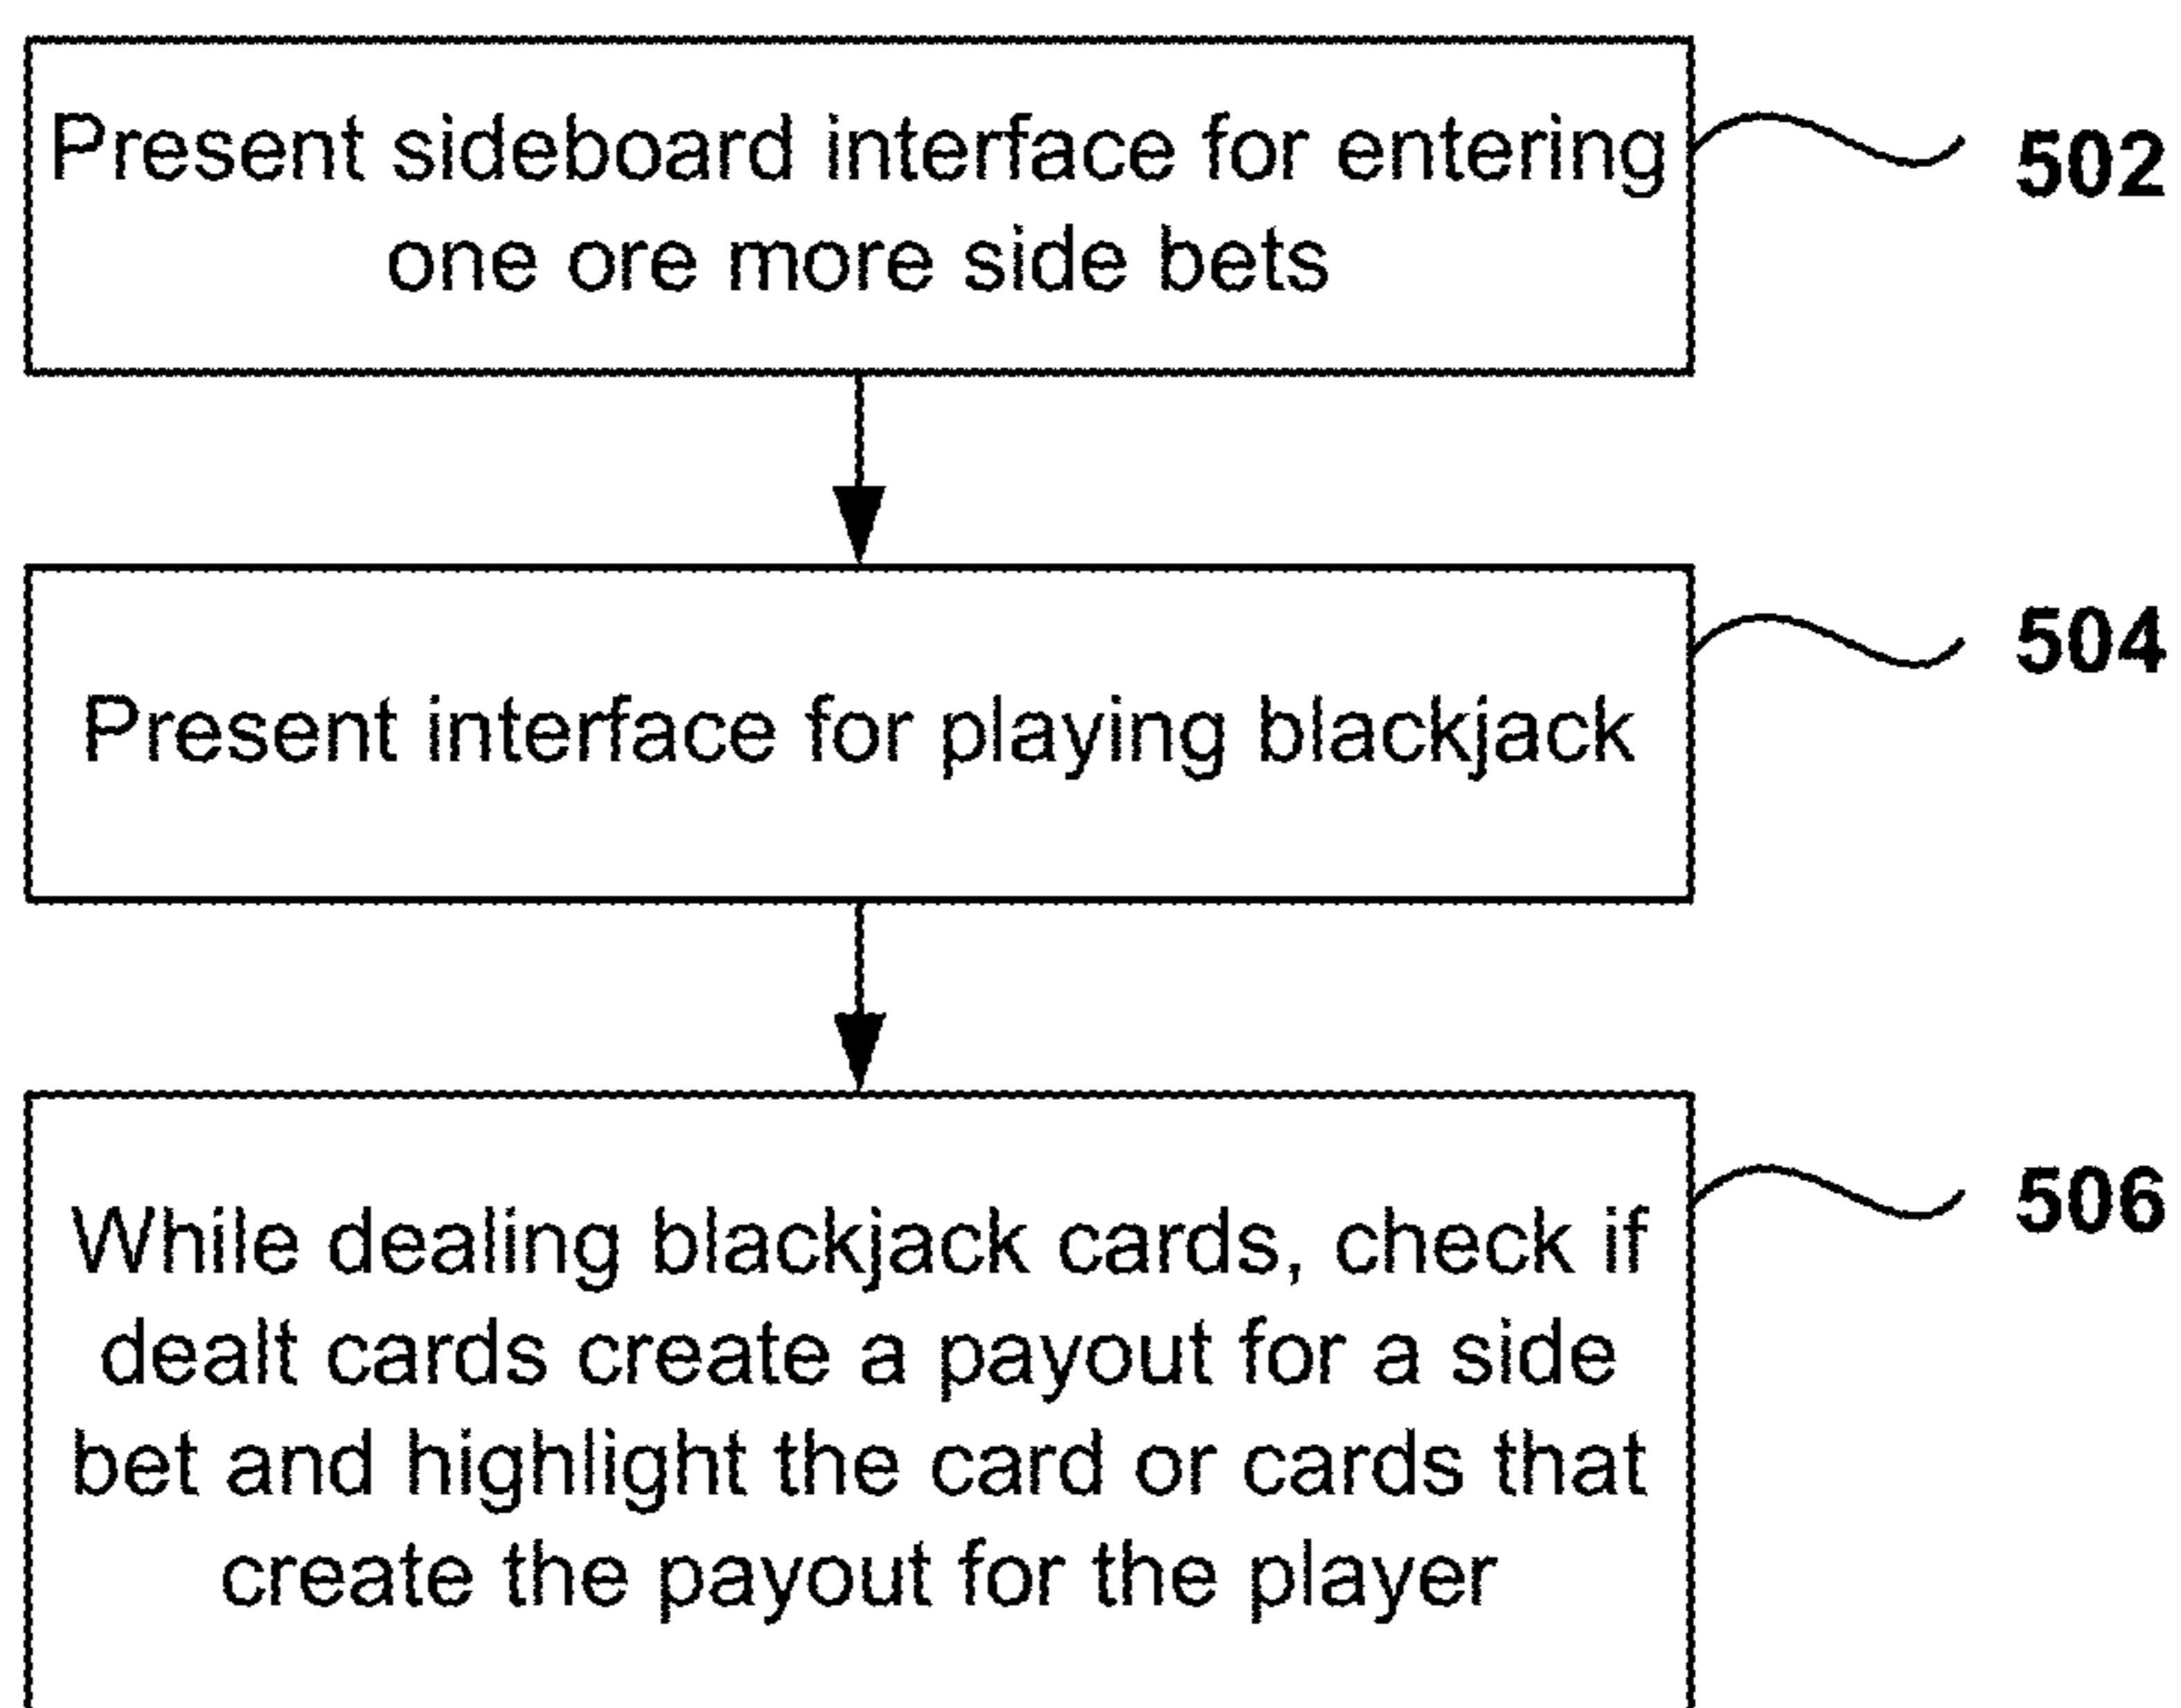 Present sideboard interface for entering
one ore more side bets
502
Present interface for playing blackjack
504
While dealing blackjack cards, check if
dealt cards create a payout for a side
bet and highlight the card or cards that
create the payout for the player
506